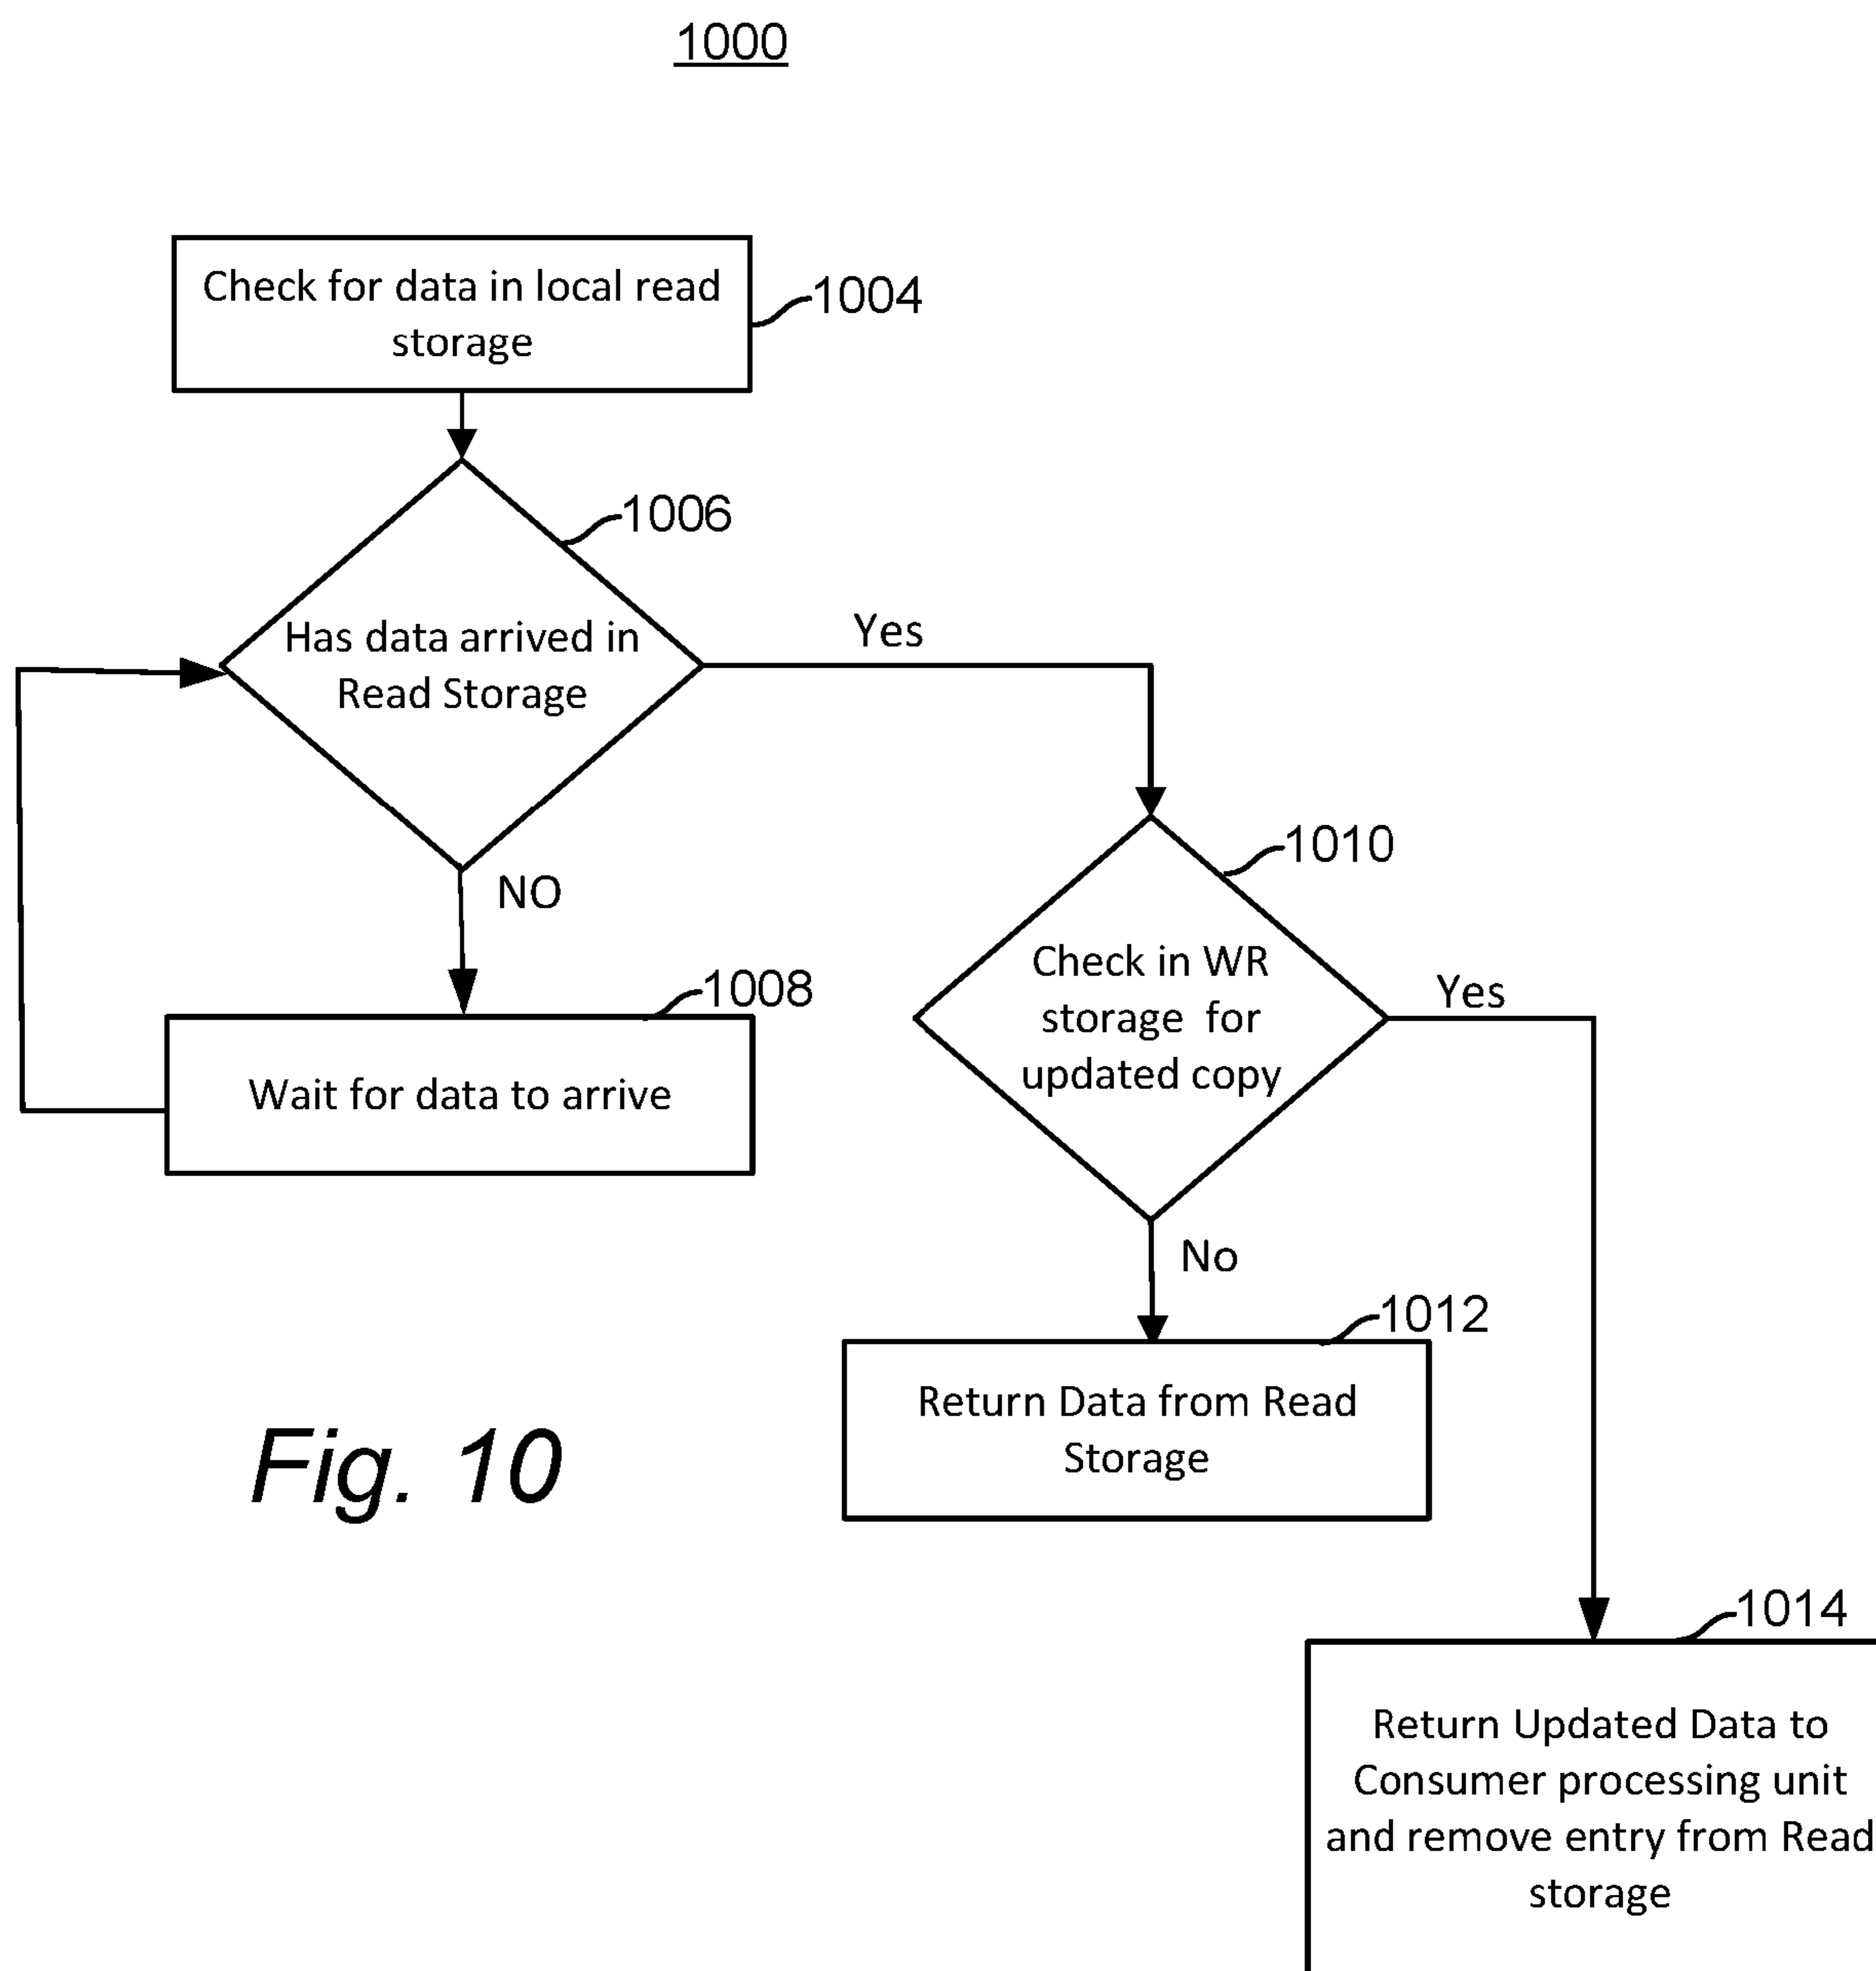 1000
Check for data in local read
storage
1004
1006
Has data arrived in
Read Storage
Yes
NO
1008
Wait for data to arrive
1010
Check in WR
storage for
updated copy
Yes
No
1012
Return Data from Read
Storage
Fig. 10
1014
Return Updated Data to
Consumer processing unit
and remove entry from Read
storage